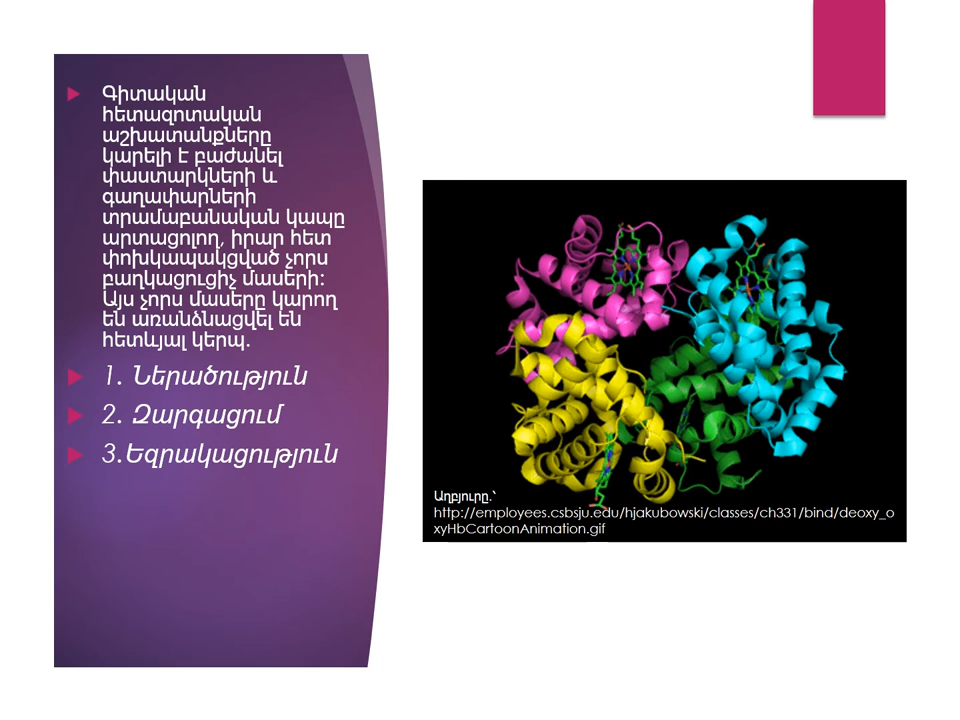 Գիտական
հետազոտական
աշխատանքները
կարելի է բաժանել
փաստարկների և
գաղափարների
տրամաբանական կապը
արտացոլող, իրար հետ
փոխկապակցված չորս
բաղկացուցիչ մասերի:
Այս չորս մասերը կարող
են առանձնացվել են
հետևյալ կերպ.
1. Ներածություն
2. Զարգացում
3.Եզրակացություն
Աղբյուրը.՝
http://employees.csbsju.edu/hjakubowski/classes/ch331/bind/deoxy_o
xyHbCartoonAnimation.gif